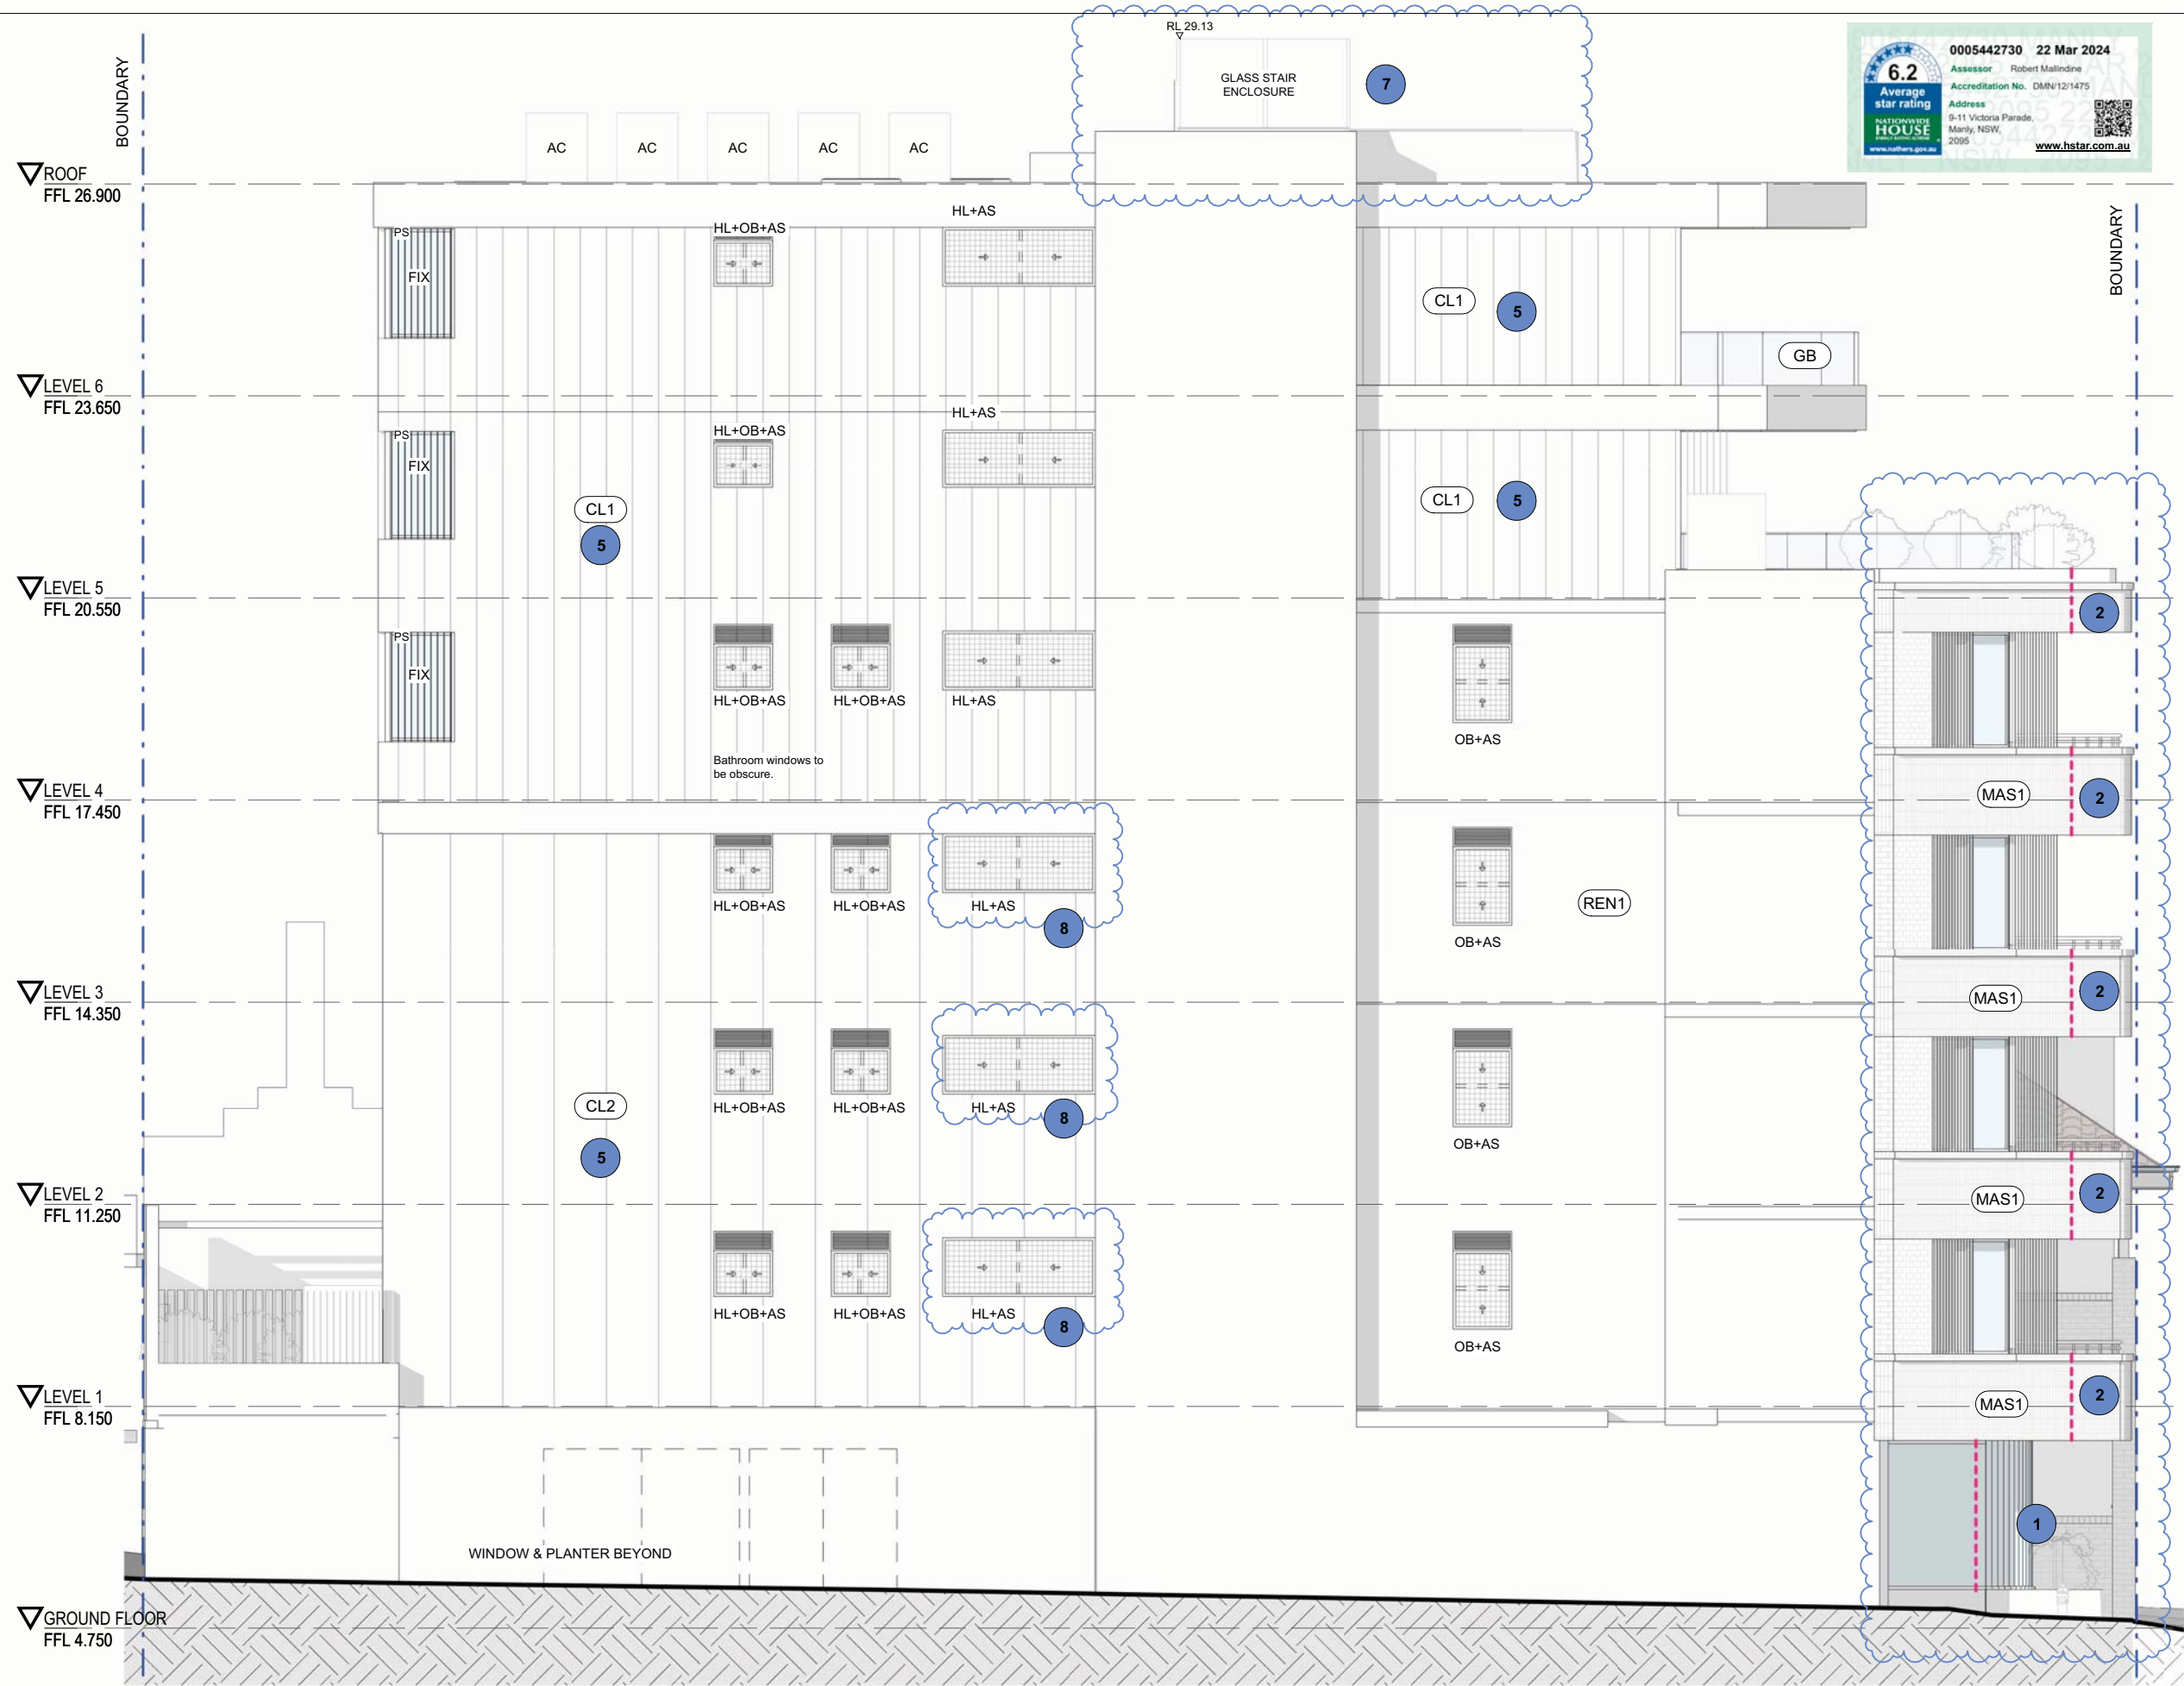 RL 29.13
GLASS STAIR
ENCLOSURE
7
0005442730 22 Mar 2024
6.2
Average
star rating
NATIONWIDE
HOUSE
www.nathers.gov.au
Assessor Robert Mallindine
Accreditation No. DMN/12/1475
Address
9-11 Victoria Parade,
Manly, NSW,
2095
www.hstar.com.au
BOUNDARY
BOUNDARY
AC
AC
AC
AC
AC
ROOF
FFL 26.900
HL+AS
PS
HL+OB+AS
FIX
CL1
5
GB
LEVEL 6
FFL 23.650
HL+AS
PS
HL+OB+AS
FIX
CL1
5
CL1
5
LEVEL 5
FFL 20.550
2
PS
FIX
HL+OB+AS
HL+OB+AS
HL+AS
OB+AS
Bathroom windows to
be obscure.
LEVEL 4
FFL 17.450
MAS1
2
HL+OB+AS
HL+OB+AS
HL+AS
8
REN1
OB+AS
LEVEL 3
FFL 14.350
MAS1
2
CL2
5
HL+OB+AS
HL+OB+AS
HL+AS
8
OB+AS
LEVEL 2
FFL 11.250
MAS1
2
HL+OB+AS
HL+OB+AS
HL+AS
8
OB+AS
LEVEL 1
FFL 8.150
MAS1
2
1
WINDOW & PLANTER BEYOND
GROUND FLOOR
FFL 4.750